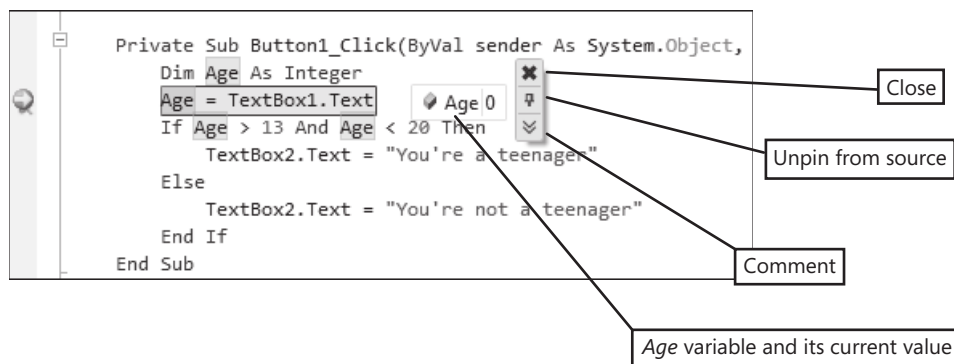 Private Sub Button1_Click(ByVal sender As System.Object,
Dim Age As Integer
Age = TextBox1.Text
Age 0
If Age > 13 And Age < 20 Then
TextBox2.Text = "You're a teenager"
Else
TextBox2.Text = "You're not a teenager"
End If
End Sub
Close
Unpin from source
Comment
Age variable and its current value